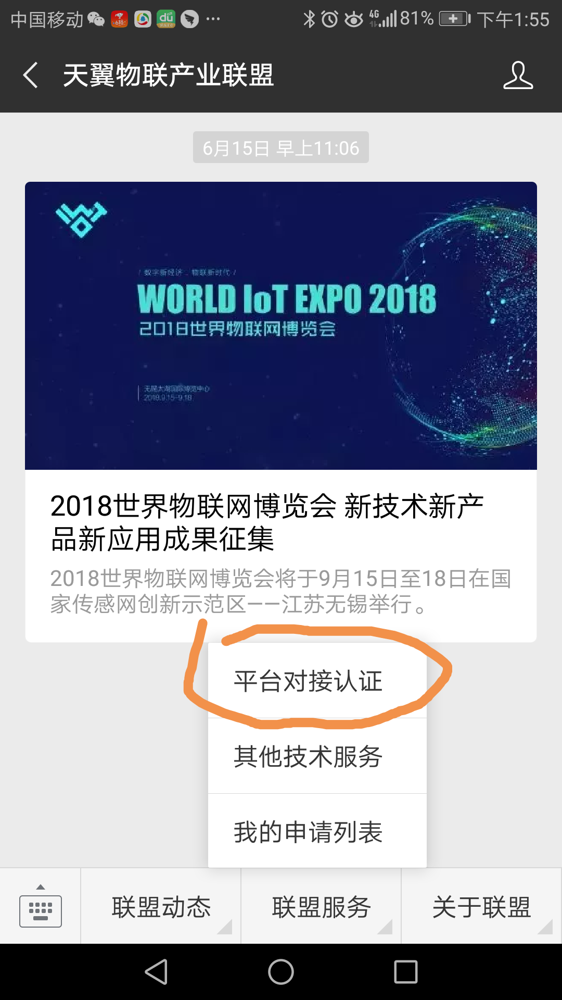 中国移动 618 du 4G 81% 下午1:55
天翼物联产业联盟
6月15日 早上11:06
/ 数字新经济 . 物联新时代 /
WORLD IoT EXPO 2018
2018世界物联网博览会
无锡太湖国际博览中心
2018.9.15-9.18
2018世界物联网博览会 新技术新产
品新应用成果征集
2018世界物联网博览会将于9月15日至18日在国
家传感网创新示范区——江苏无锡举行。
平台对接认证
其他技术服务
我的申请列表
联盟动态 联盟服务 关于联盟